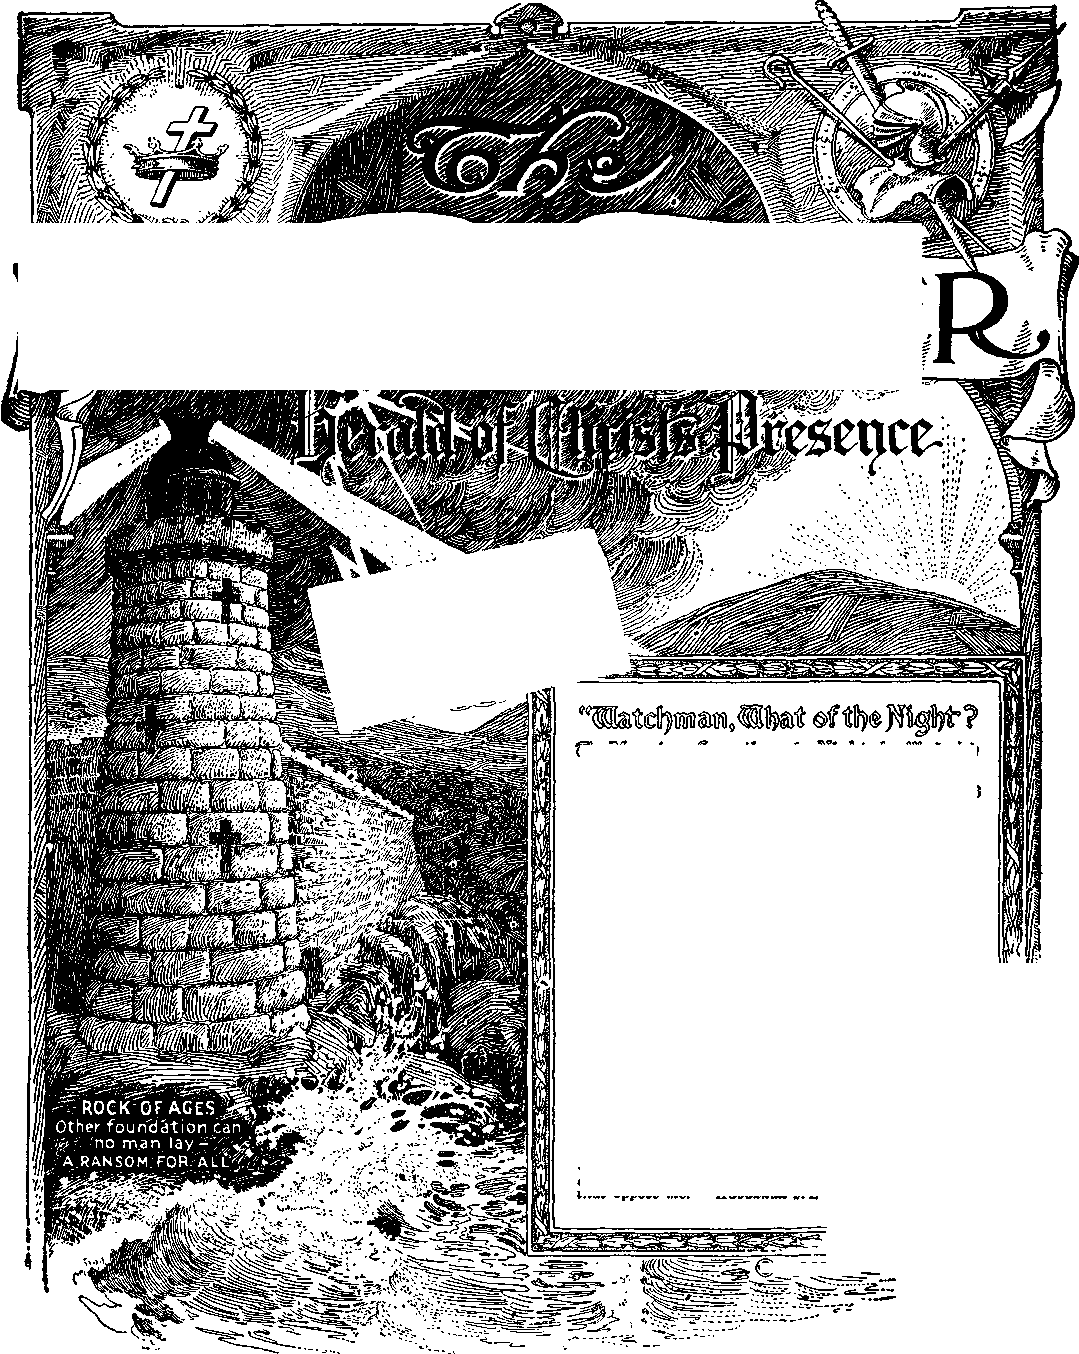 The
R
Herald of Christ's Presence
"Watchman, What of the Night?
ROCK OF AGES
Other foundation can
no man lay —
A RANSOM FOR ALL